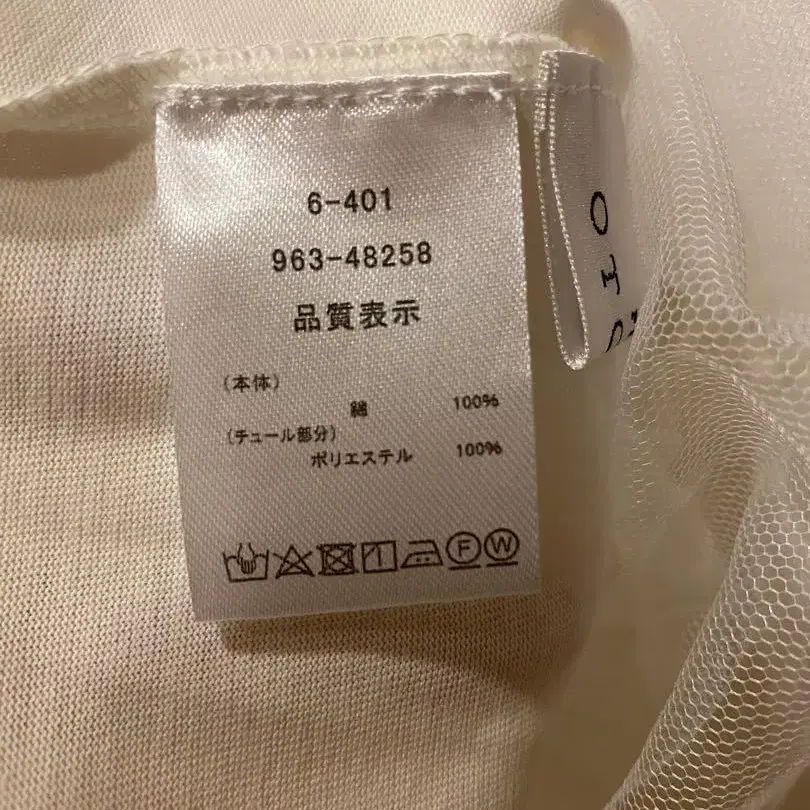 6-401
963-48258
品質表示
(本体)
綿 100%
(チュール部分)
ポリエステル 100%
F W